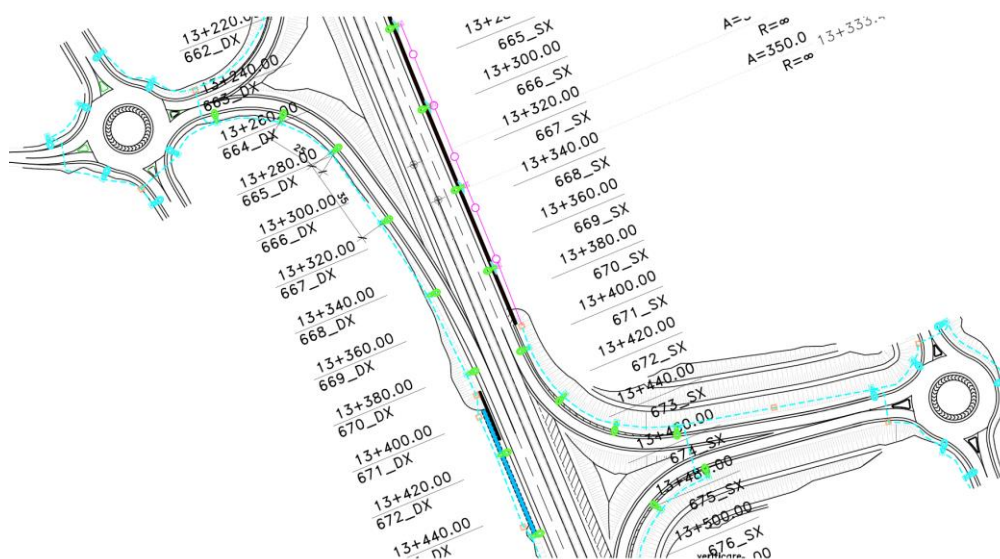 13+220.00
662_DX
13+240.00
663_DX
13+260.00
664_DX
13+280.00
665_DX
13+300.00
666_DX
13+320.00
667_DX
13+340.00
668_DX
13+360.00
669_DX
13+380.00
670_DX
13+400.00
671_DX
13+420.00
672_DX
13+440.00
35
665_SX
13+300.00
666_SX
13+320.00
667_SX
13+340.00
668_SX
13+360.00
669_SX
13+380.00
670_SX
13+400.00
671_SX
13+420.00
672_SX
13+440.00
673_SX
674_SX
13+480.00
675_SX
13+500.00
676_SX
R=∞
A=350.0
R=∞